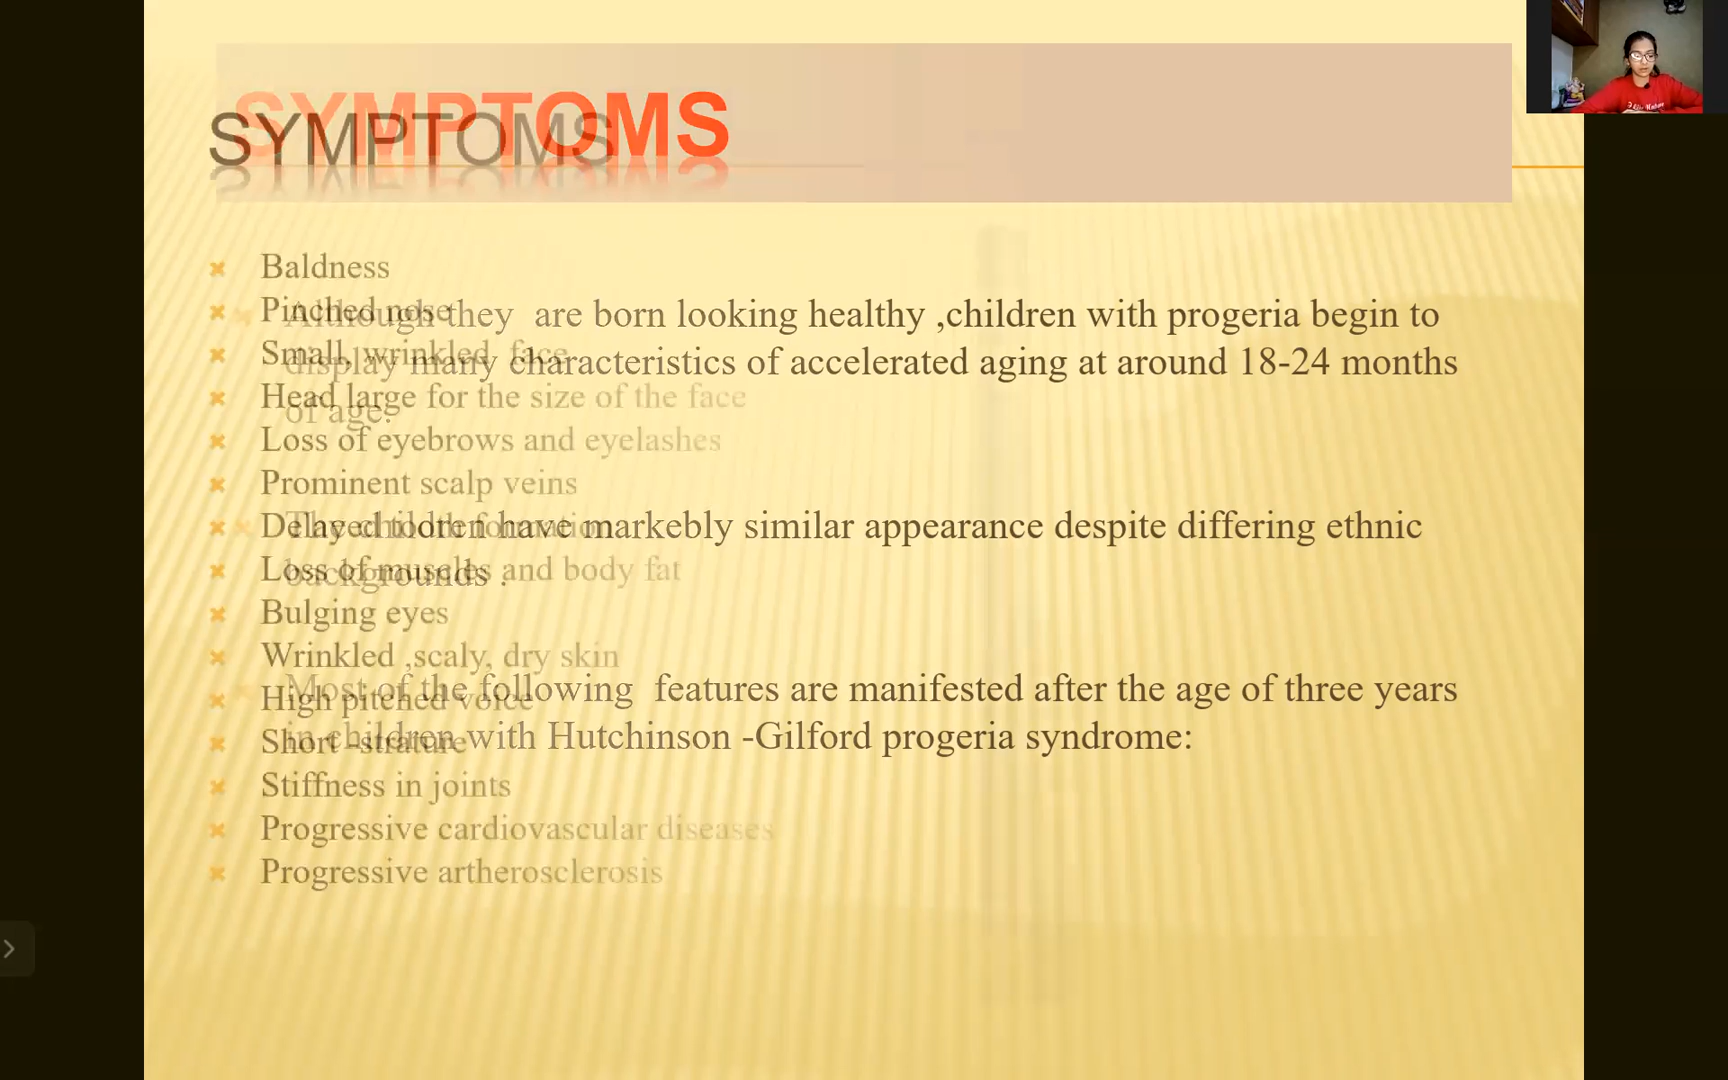 SYMPTOMS
Although they are born looking healthy ,children with progeria begin to
display many characteristics of accelerated aging at around 18-24 months
of age.
The children have markebly similar appearance despite differing ethnic
backgrounds .
Most of the following features are manifested after the age of three years
in children with Hutchinson -Gilford progeria syndrome:
SYMPTOMS
Baldness
Pinched nose
Small, wrinkled face
Head large for the size of the face
Loss of eyebrows and eyelashes
Prominent scalp veins
Delayed tooth formation
Loss of muscles and body fat
Bulging eyes
Wrinkled ,scaly, dry skin
High pitched voice
Short -strature
Stiffness in joints
Progressive cardiovascular diseases
Progressive artherosclerosis